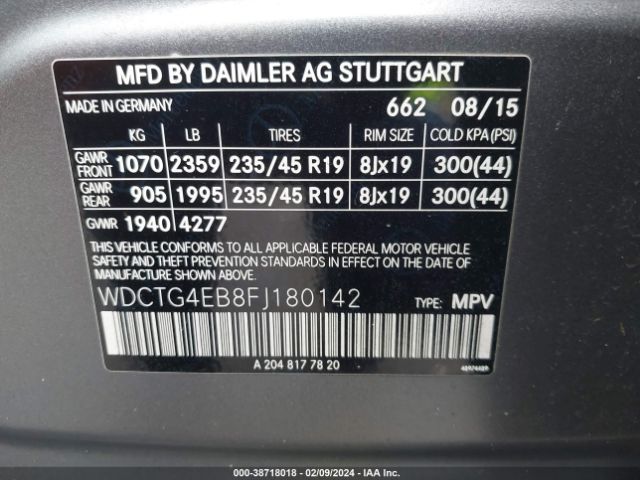 MFD BY DAIMLER AG STUTTGART
MADE IN GERMANY 662 08/15
KG LB TIRES RIM SIZE COLD KPA (PSI)
GAWR FRONT 1070 2359 235/45 R19 8Jx19 300(44)
GAWR REAR 905 1995 235/45 R19 8Jx19 300(44)
GVWR 1940 4277
THIS VEHICLE CONFORMS TO ALL APPLICABLE FEDERAL MOTOR VEHICLE
SAFETY AND THEFT PREVENTION STANDARDS IN EFFECT ON THE DATE
OF MANUFACTURE SHOWN ABOVE.
WDCTG4EB8FJ180142 TYPE: MPV
A 204 817 78 20
000-38718018 - 02/09/2024 - IAAI.com